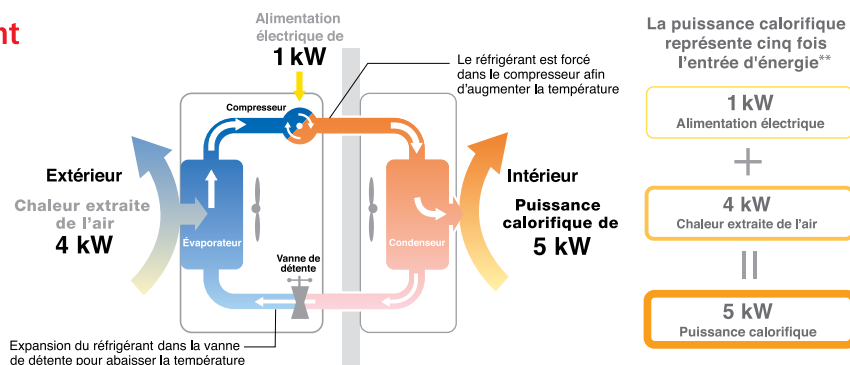 nt
Alimentation
électrique de
1 kW
Le réfrigérant est forcé
dans le compresseur afin
d'augmenter la température
Compresseur
Extérieur
Chaleur extraite
de l'air
4 kW
Évaporateur
Vanne de
détente
Condenseur
Intérieur
Puissance
calorifique de
5 kW
Expansion du réfrigérant dans la vanne
de détente pour abaisser la température
La puissance calorifique
représente cinq fois
l'entrée d'énergie**
1 kW
Alimentation électrique
+
4 kW
Chaleur extraite de l'air
=
5 kW
Puissance calorifique